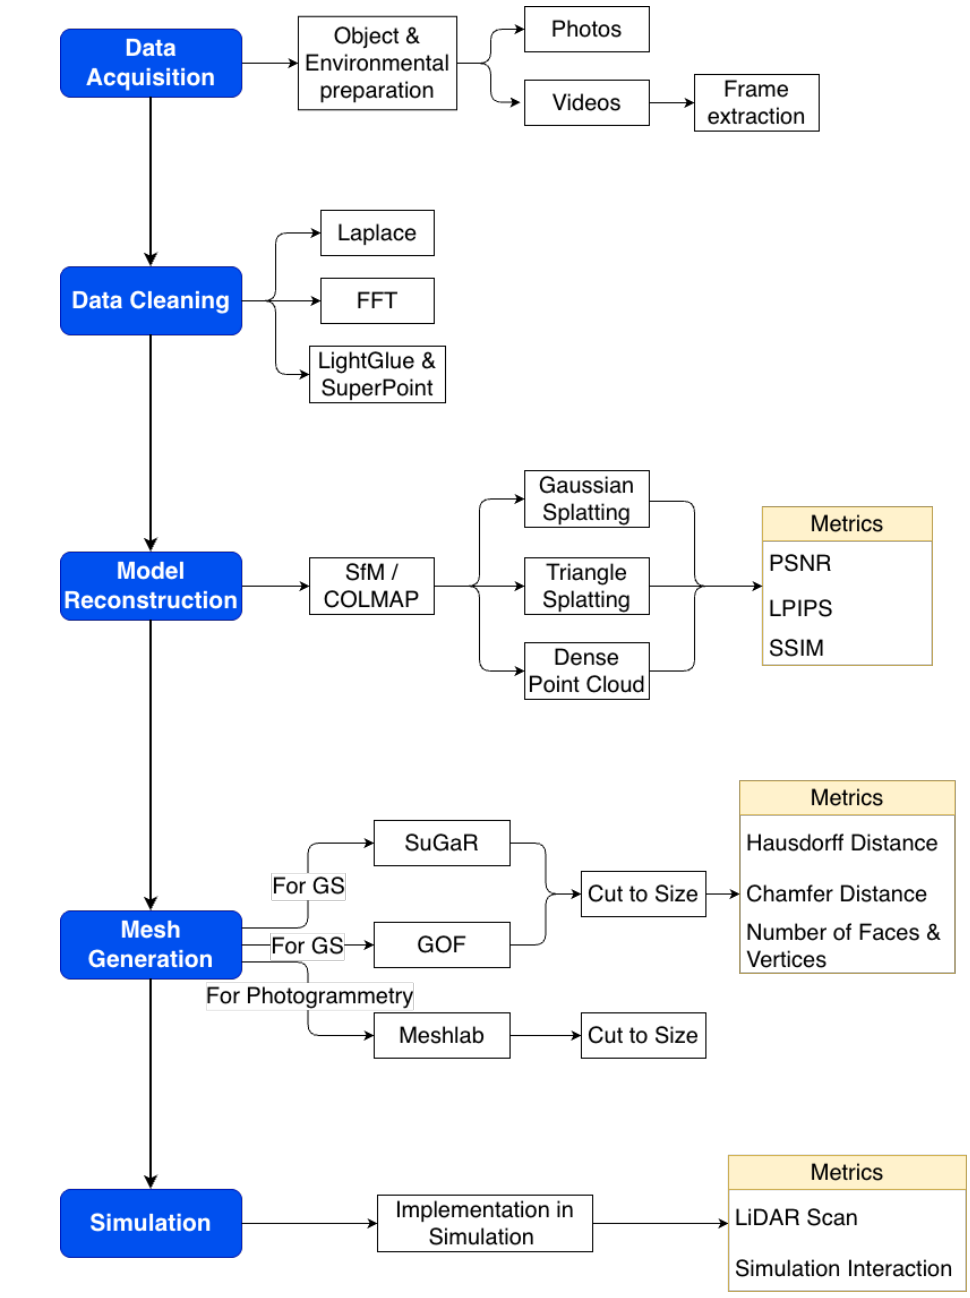 Data
Acquisition
Object &
Environmental
preparation
Photos
Videos
Frame
extraction
Data Cleaning
Laplace
FFT
LightGlue &
SuperPoint
Model
Reconstruction
SfM /
COLMAP
Gaussian
Splatting
Triangle
Splatting
Dense
Point Cloud
Metrics
PSNR
LPIPS
SSIM
Mesh
Generation
For GS
SuGaR
For GS
GOF
Cut to Size
Metrics
Hausdorff Distance
Chamfer Distance
Number of Faces &
Vertices
For Photogrammetry
Meshlab
Cut to Size
Simulation
Implementation in
Simulation
Metrics
LiDAR Scan
Simulation Interaction